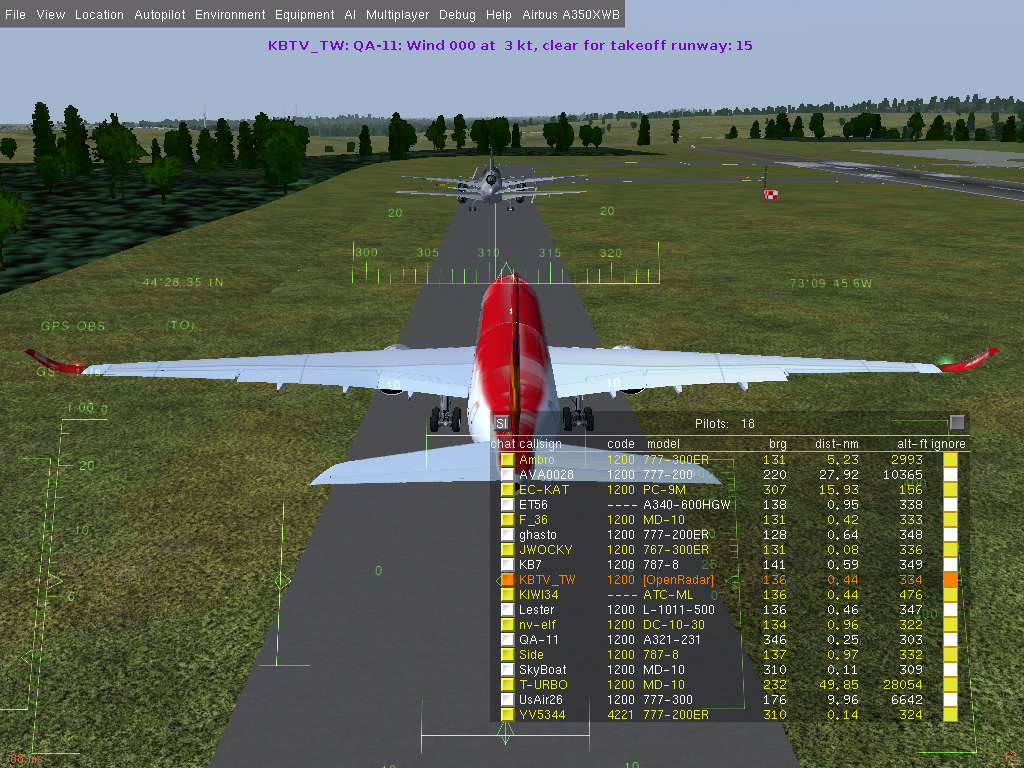 File View Location Autopilot Environment Equipment AI Multiplayer Debug Help Airbus A350XWB
KBTV_TW: QA-11: Wind 000 at 3 kt, clear for takeoff runway: 15
20 20
300 305 310 315 320
44°28 35 1N 73°09 45.6W
GPS OBS (TO)
10 10
1.00 g
SI Pilots: 18
chat callsign code model brg dist-nm alt-ft ignore
Ambro 1200 777-300ER 131 5.23 2993
20
AVA0028 1200 777-200 220 27.92 10365
EC-KAT 1200 PC-9M 307 15.93 156
ET56 ---- A340-600HGW 138 0.95 338
F_36 1200 MD-10 131 0.42 333
ghasto 1200 777-200ER 128 0.64 348
JWOCKY 1200 767-300ER 131 0.08 336
KB7 1200 787-8 141 0.59 349
0
KBTV_TW 1200 [OpenRadar] 136 0.44 334
KIWI34 ---- ATC-ML 136 0.44 476
Lester 1200 L-1011-500 136 0.46 347
nv-elf 1200 DC-10-30 134 0.96 322
QA-11 1200 A321-231 346 0.25 303
Side 1200 787-8 137 0.97 332
SkyBoat 1200 MD-10 310 0.11 309
T-URBO 1200 MD-10 232 49.85 28054
UsAir26 1200 777-300 176 9.96 6642
YV5344 4221 777-200ER 310 0.14 324
10 10